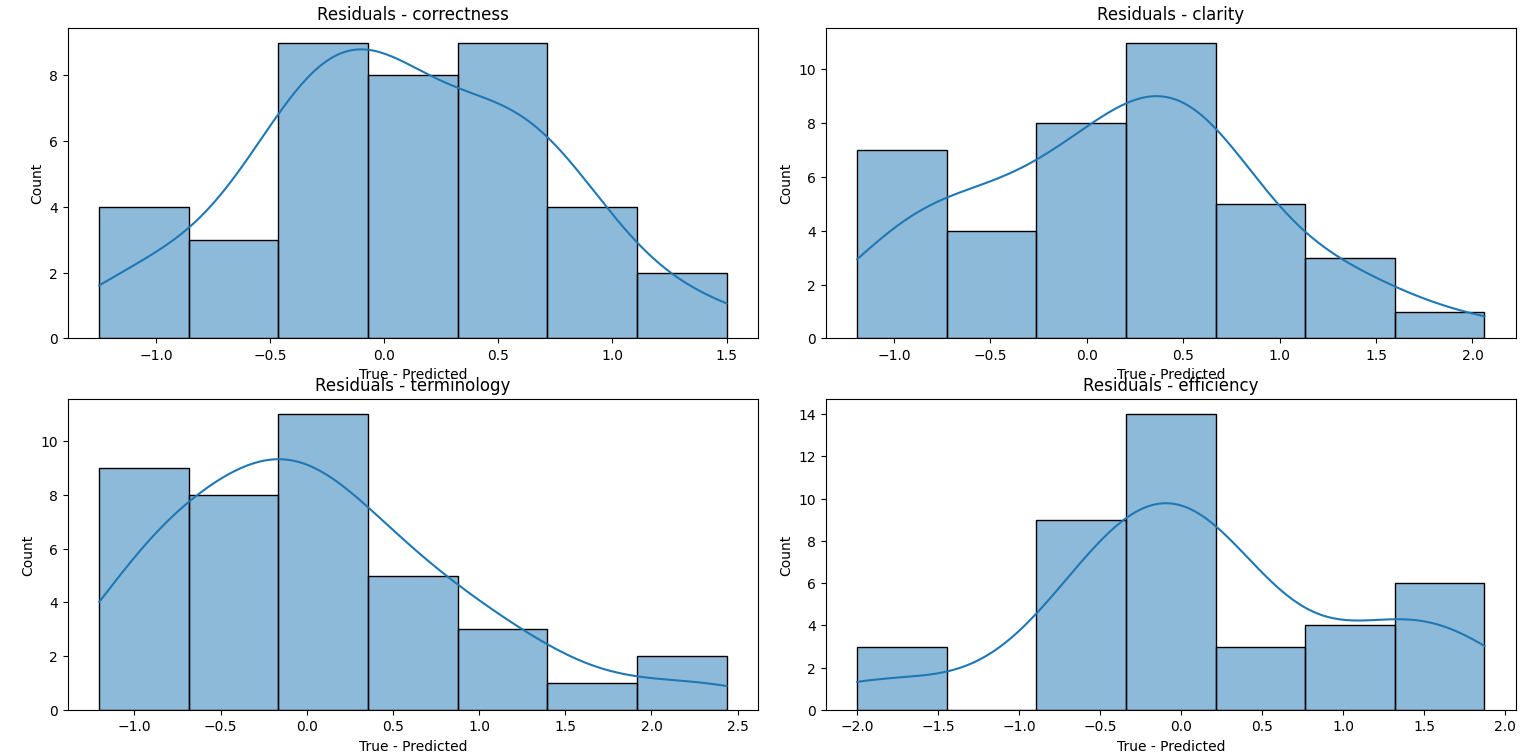 Residuals - correctness
Count
8
6
4
2
0
−1.0 −0.5 0.0 0.5 1.0 1.5
True - Predicted
Residuals - clarity
Count
10
8
6
4
2
0
−1.0 −0.5 0.0 0.5 1.0 1.5 2.0
True - Predicted
Residuals - terminology
Count
10
8
6
4
2
0
−1.0 −0.5 0.0 0.5 1.0 1.5 2.0 2.5
True - Predicted
Residuals - efficiency
Count
14
12
10
8
6
4
2
0
−2.0 −1.5 −1.0 −0.5 0.0 0.5 1.0 1.5 2.0
True - Predicted